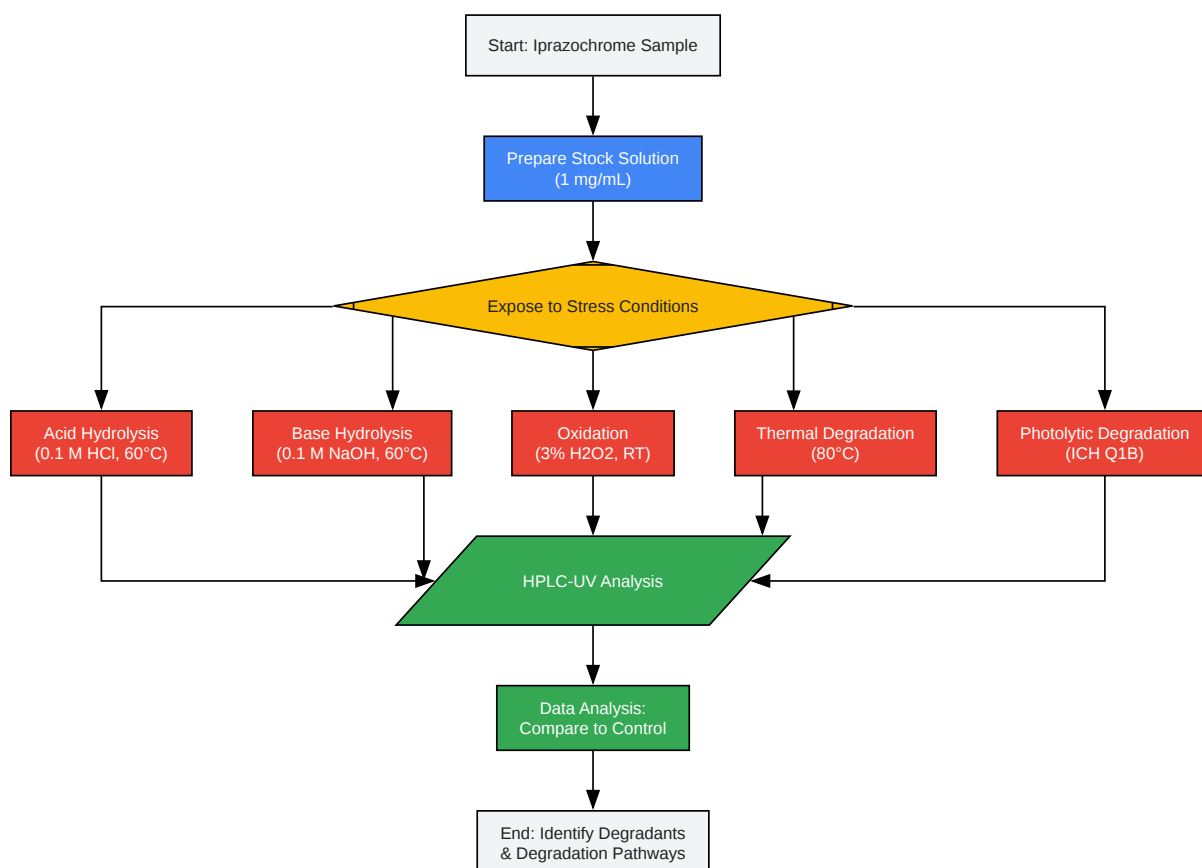 Start: Iprazochrome Sample
Prepare Stock Solution
(1 mg/mL)
Expose to Stress Conditions
Acid Hydrolysis
(0.1 M HCl, 60°C)
Base Hydrolysis
(0.1 M NaOH, 60°C)
Oxidation
(3% H2O2, RT)
Thermal Degradation
(80°C)
Photolytic Degradation
(ICH Q1B)
HPLC-UV Analysis
Data Analysis:
Compare to Control
End: Identify Degradants
& Degradation Pathways